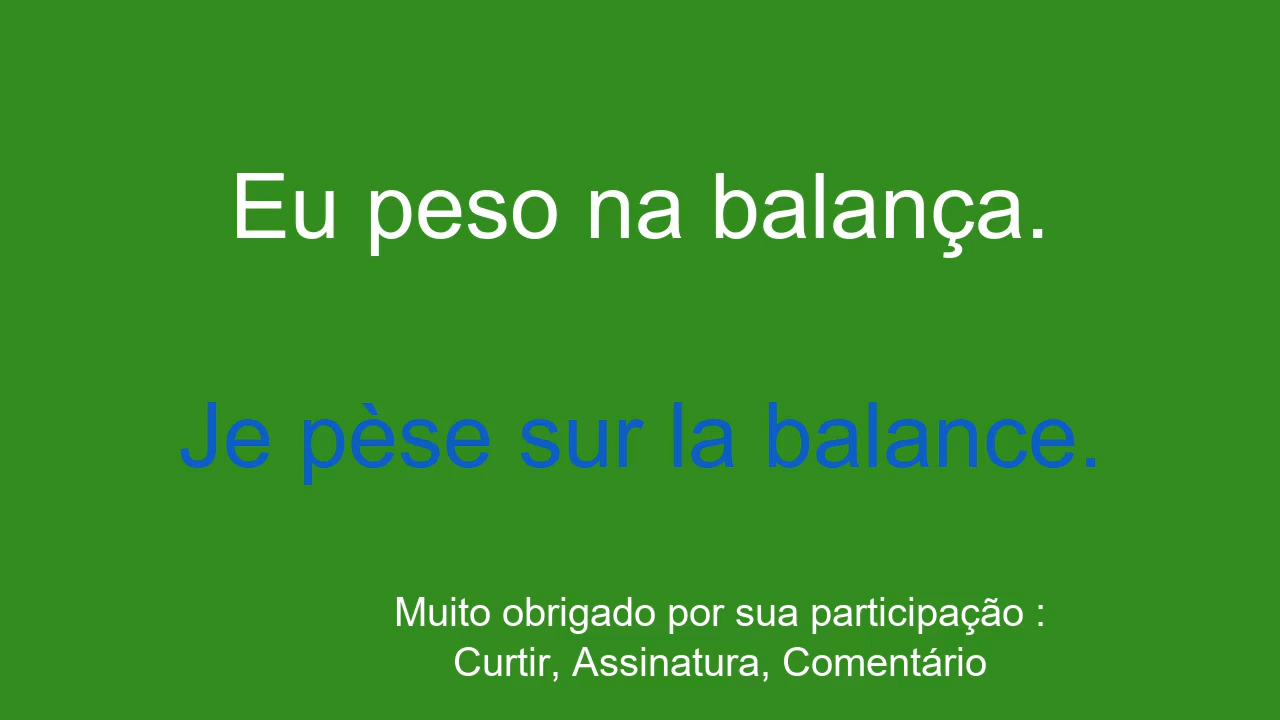 Eu peso na balança.
Je pèse sur la balance.
Muito obrigado por sua participação :
Curtir, Assinatura, Comentário